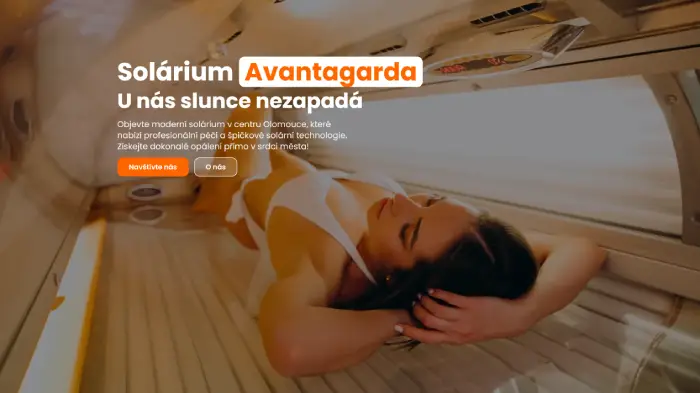 Solárium Avantagarda
U nás slunce nezapadá
Objevte moderní solárium v centru Olomouce, které
nabízí profesionální péči a špičkové solární technologie.
Získejte dokonalé opálení přímo v srdci města!
Navštivte nás
O nás